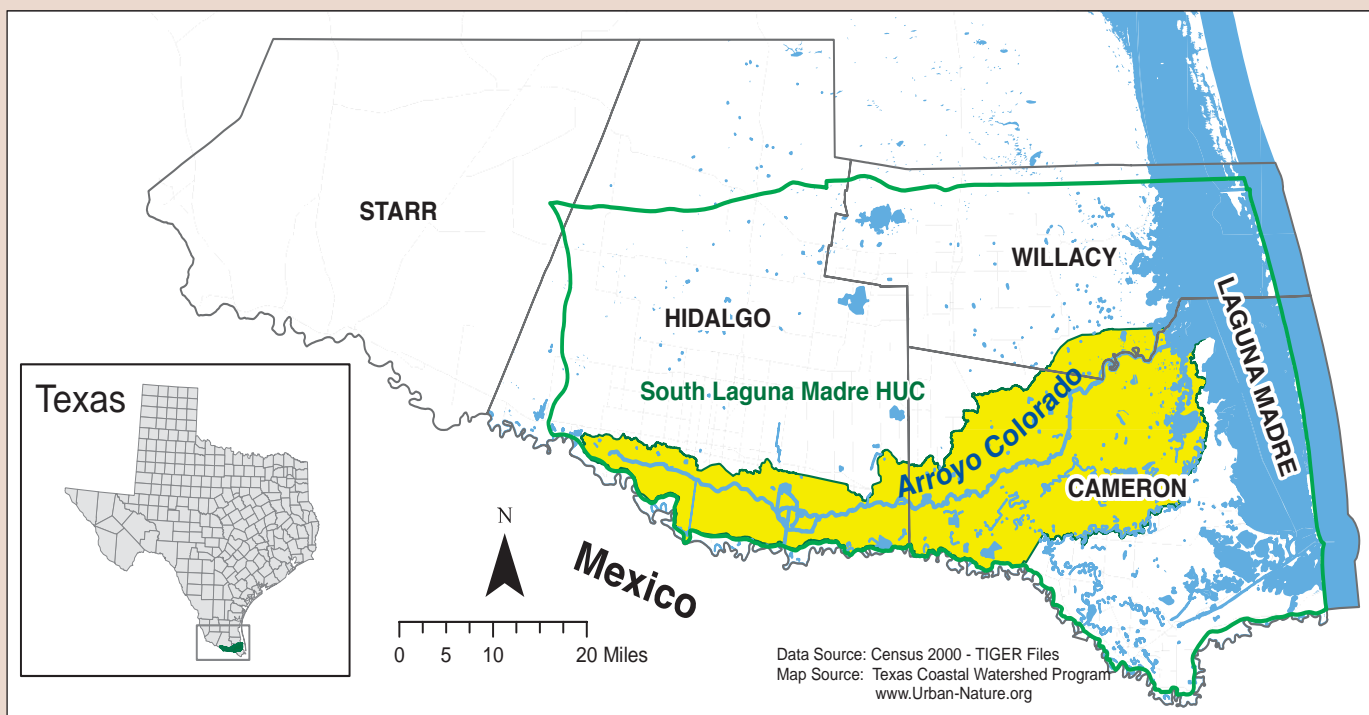 STARR
WILLACY
HIDALGO
LAGUNA MADRE
South Laguna Madre HUC
Arroyo Colorado
CAMERON
Texas
N
Mexico
0 5 10 20 Miles
Data Source: Census 2000 - TIGER Files
Map Source: Texas Coastal Watershed Program
www.Urban-Nature.org